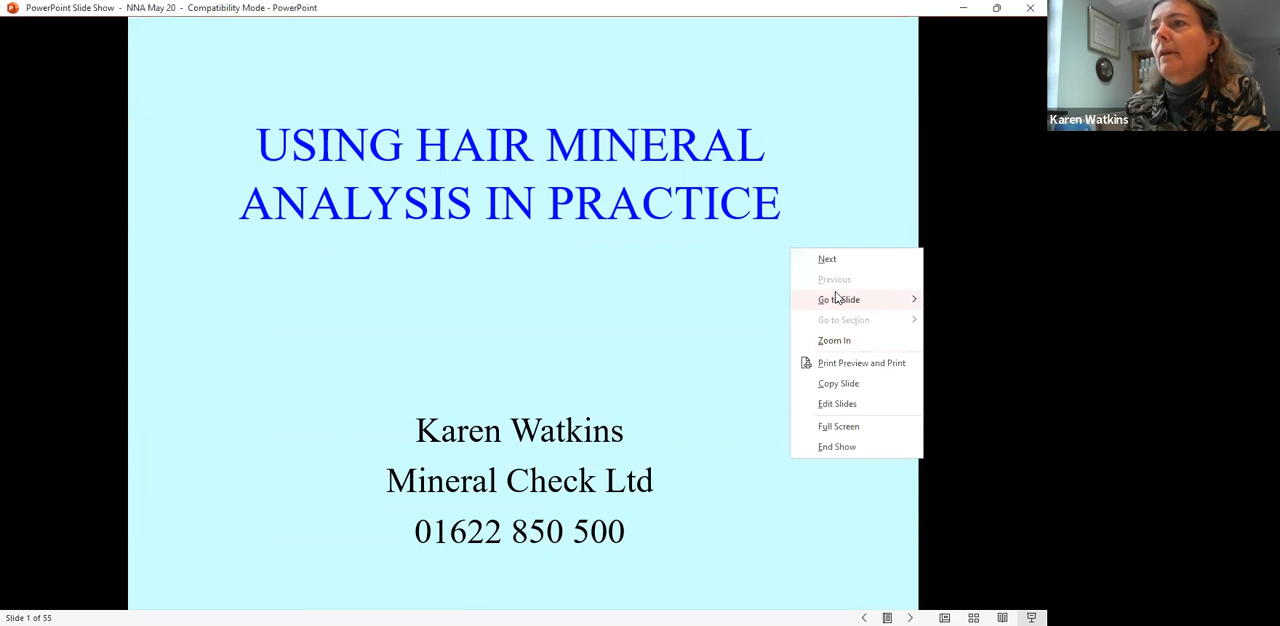 PowerPoint Slide Show - NNA May 20 - Compatibility Mode - PowerPoint
USING HAIR MINERAL
ANALYSIS IN PRACTICE
Karen Watkins
Mineral Check Ltd
01622 850 500
Next
Previous
Go to Slide
Go to Section
Zoom In
Print Preview and Print
Copy Slide
Edit Slides
Full Screen
End Show
Karen Watkins
Slide 1 of 55